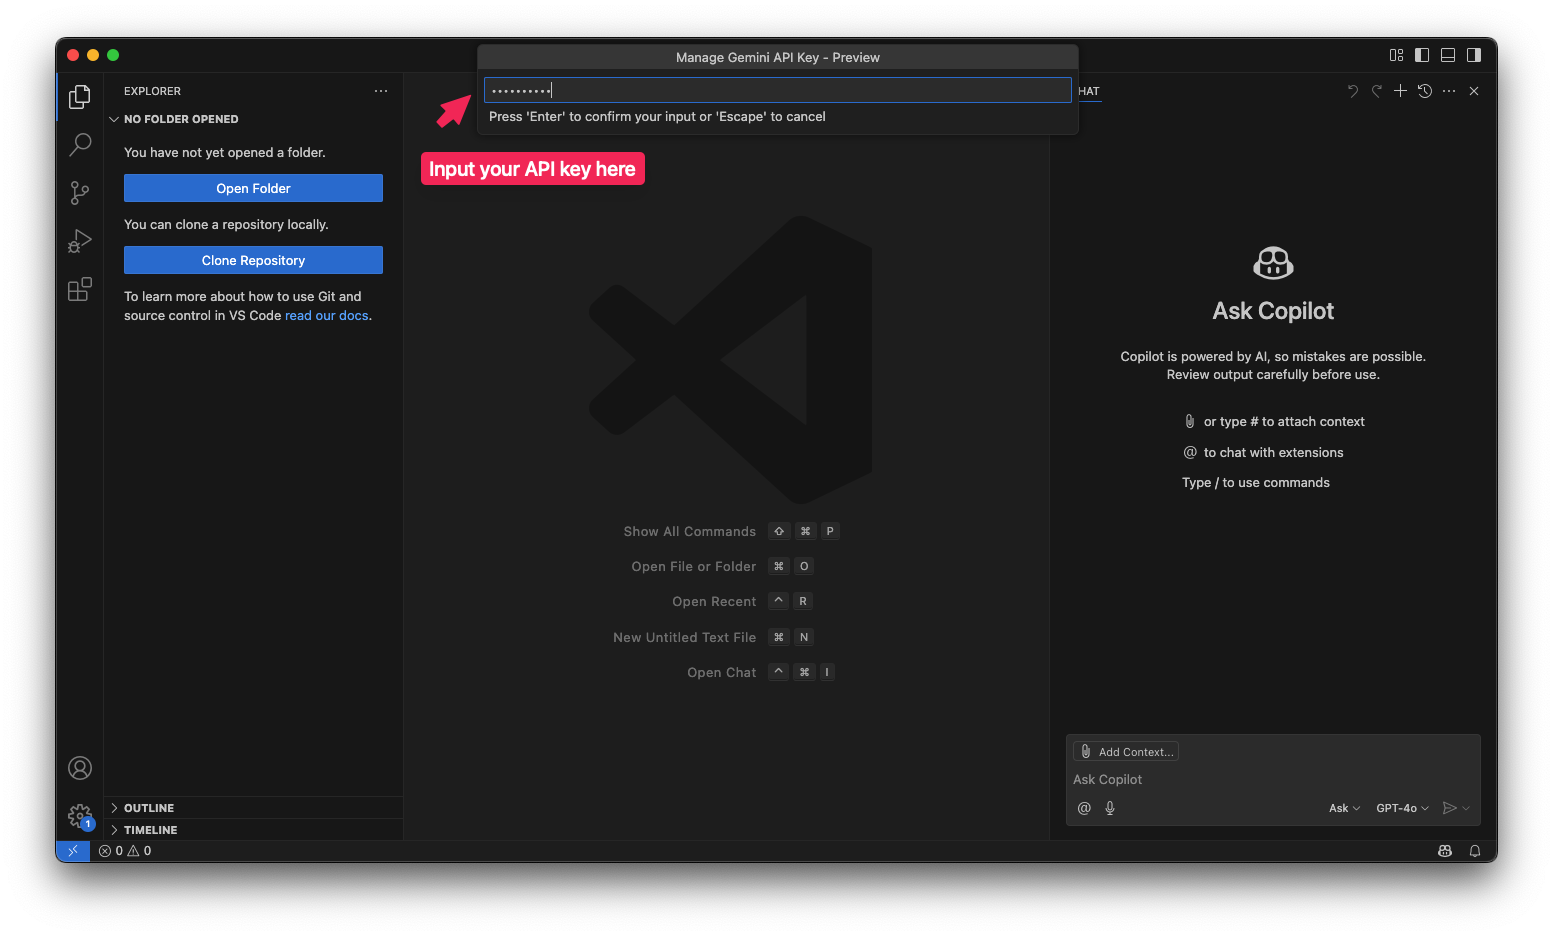 Manage Gemini API Key - Preview
••••••••••
Press 'Enter' to confirm your input or 'Escape' to cancel
Input your API key here
EXPLORER
NO FOLDER OPENED
You have not yet opened a folder.
Open Folder
You can clone a repository locally.
Clone Repository
To learn more about how to use Git and
source control in VS Code read our docs.
OUTLINE
TIMELINE
1
0 0
Show All Commands ⇧ ⌘ P
Open File or Folder ⌘ O
Open Recent ^ R
New Untitled Text File ⌘ N
Open Chat ^ ⌘ I
HAT
Ask Copilot
Copilot is powered by AI, so mistakes are possible.
Review output carefully before use.
or type # to attach context
@ to chat with extensions
Type / to use commands
Add Context...
Ask Copilot
@ Ask GPT-4o